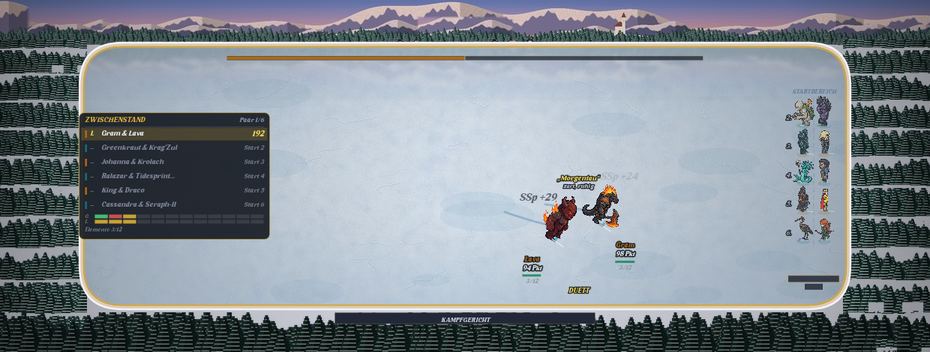 STARTBEREICH
ZWISCHENSTAND Paar 1/6
1. Gram & Lava 192
– Greenkraut & Krag'Zul Start 2
– Johanna & Krolach Start 3
– Ralazar & Tidesprint... Start 4
– King & Draco Start 5
– Cassandra & Seraph-II Start 6
Elemente 3/12
„Morgentau"
zart, ruhig
SSp +24
SSp +29
Lava
94 Pkt
3/12
Gram
98 Pkt
3/12
DUETT
KAMPFGERICHT